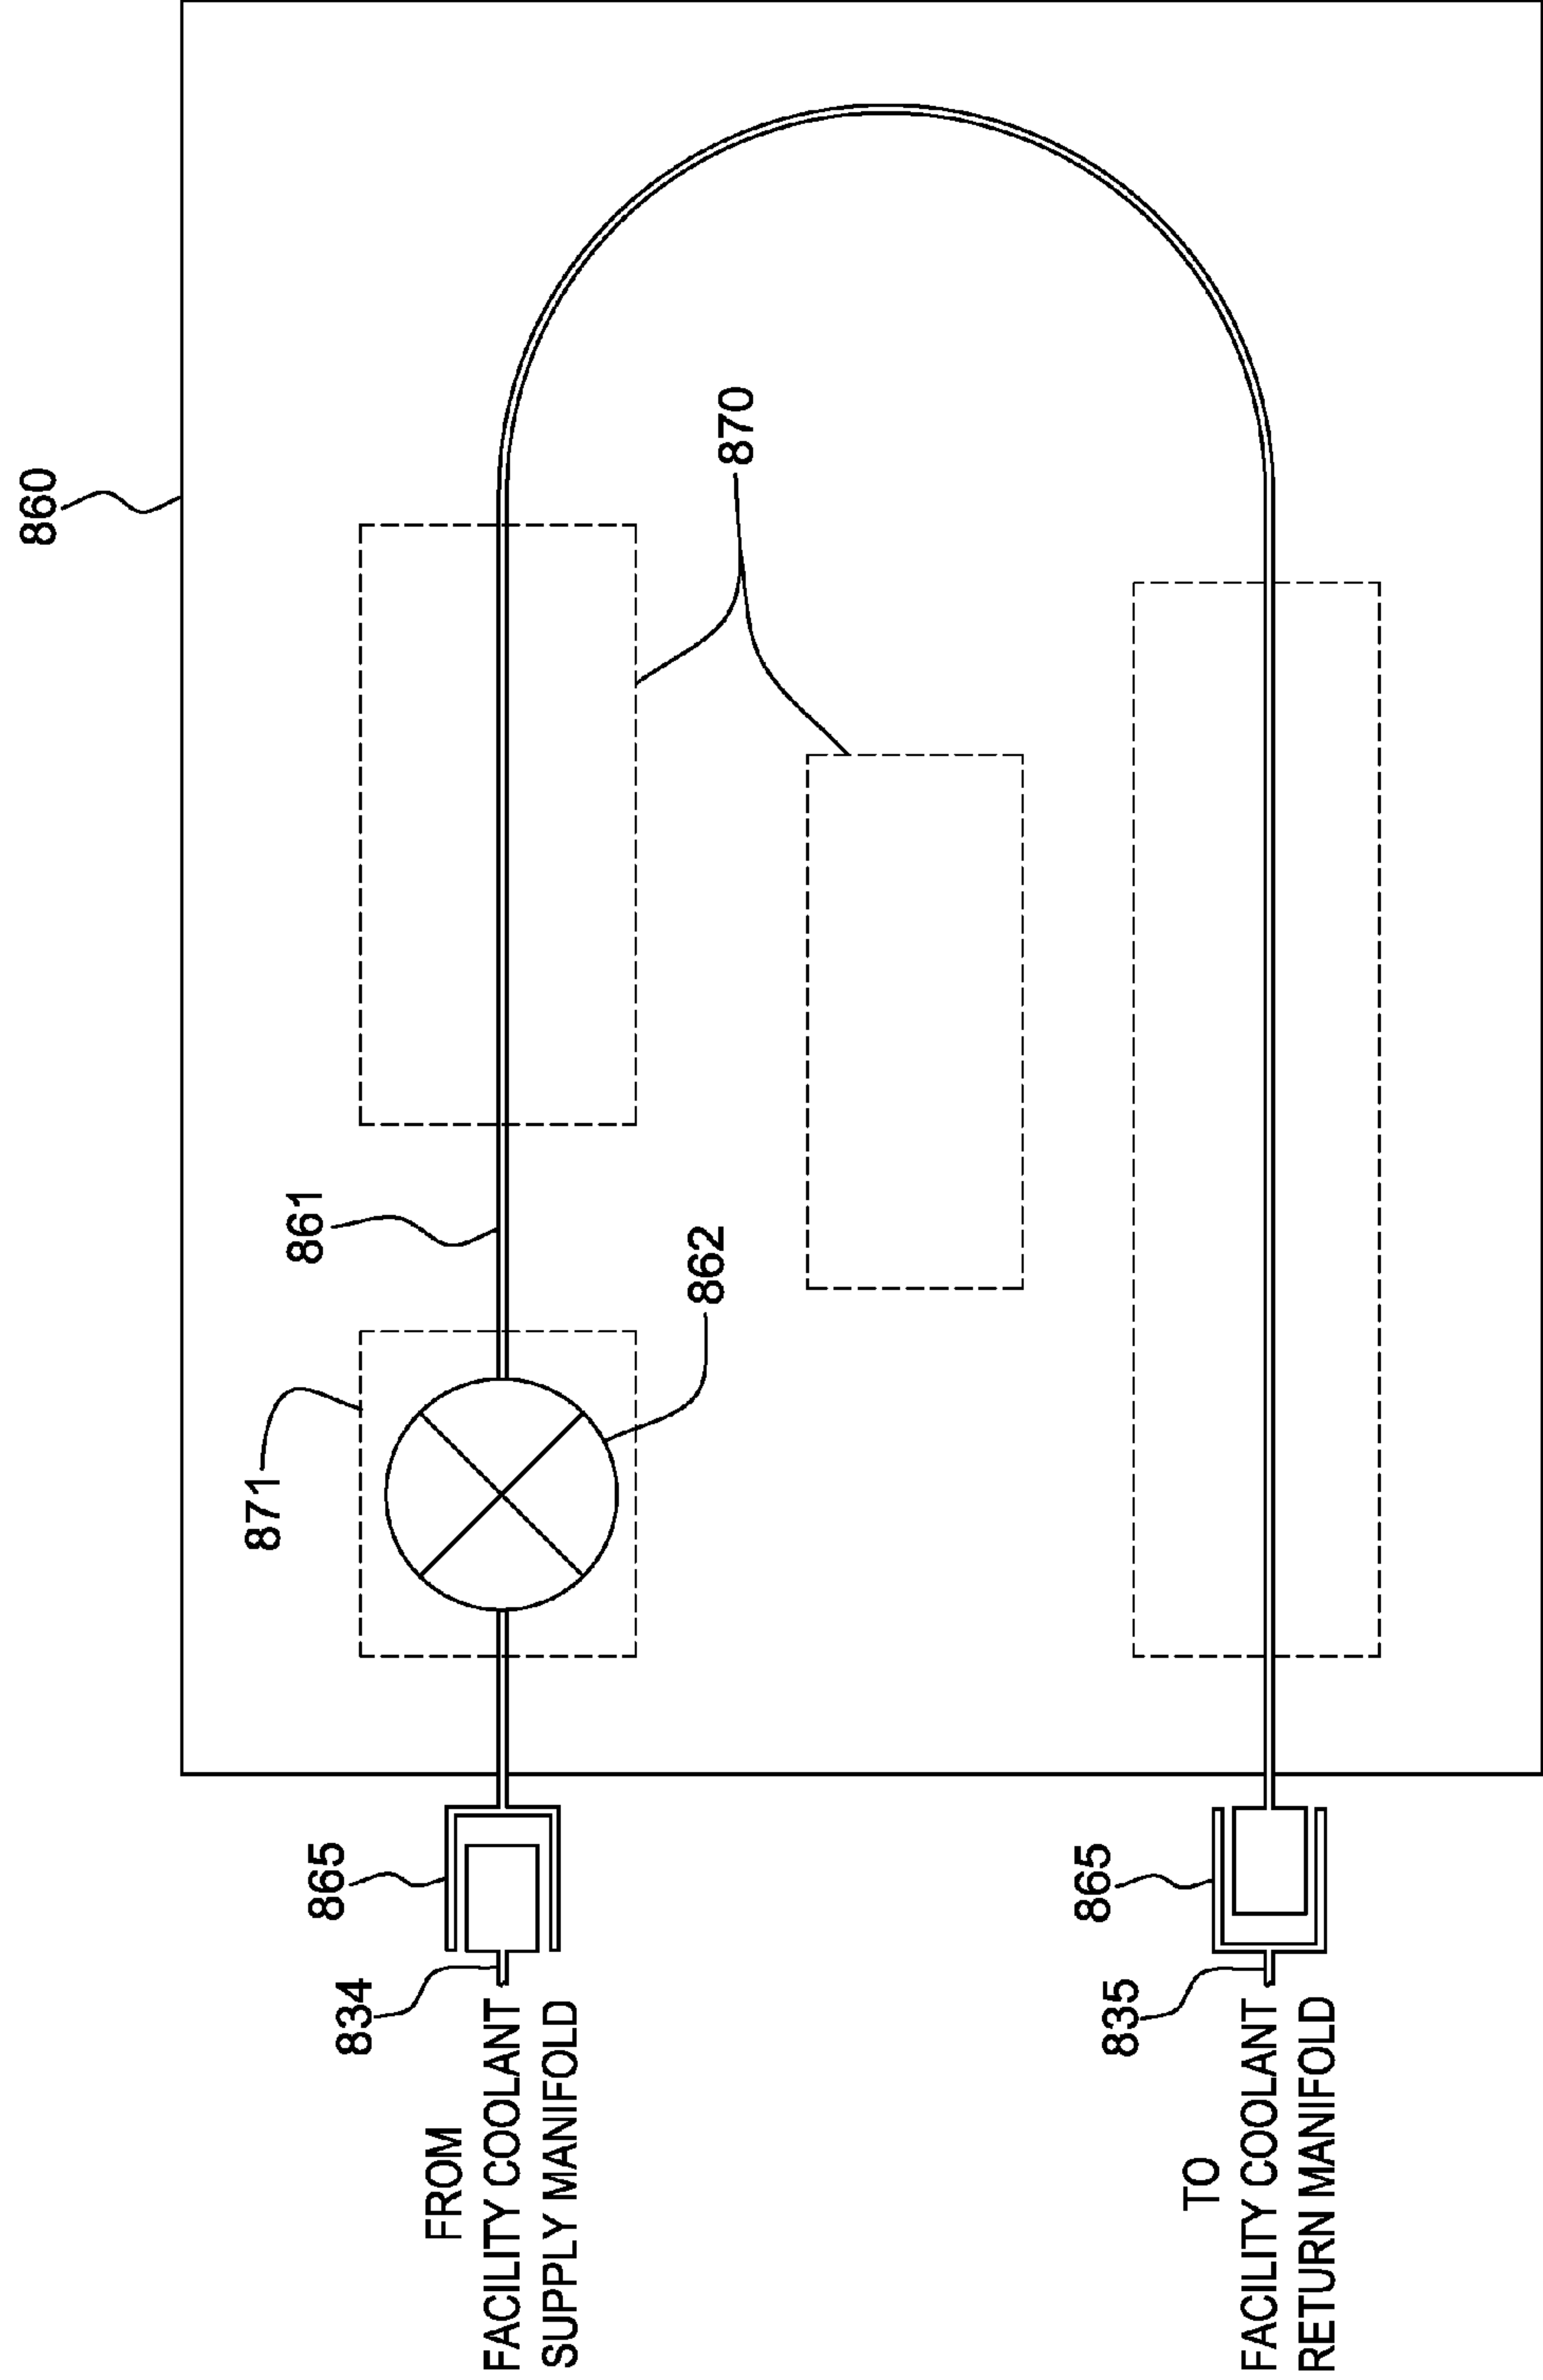 860
870
861
862
871
865
834
FROM
FACILITY COOLANT
SUPPLY MANIFOLD
865
835
TO
FACILITY COOLANT
RETURN MANIFOLD